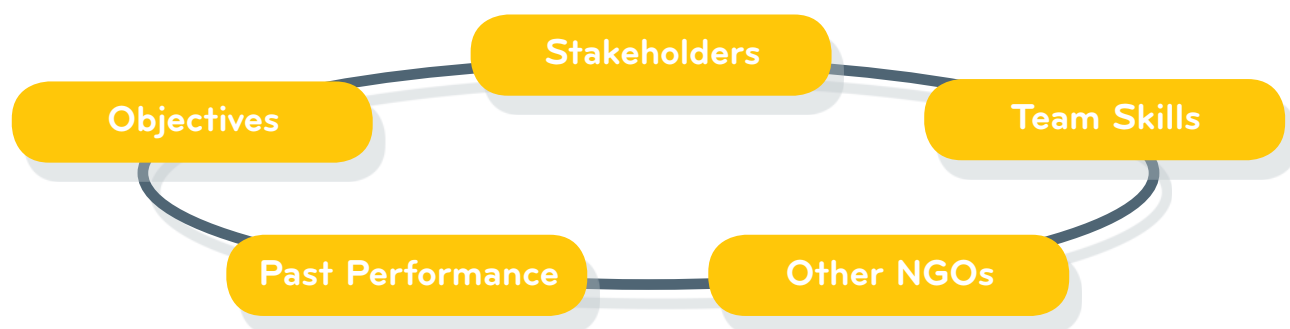 Stakeholders
Objectives
Team Skills
Past Performance
Other NGOs